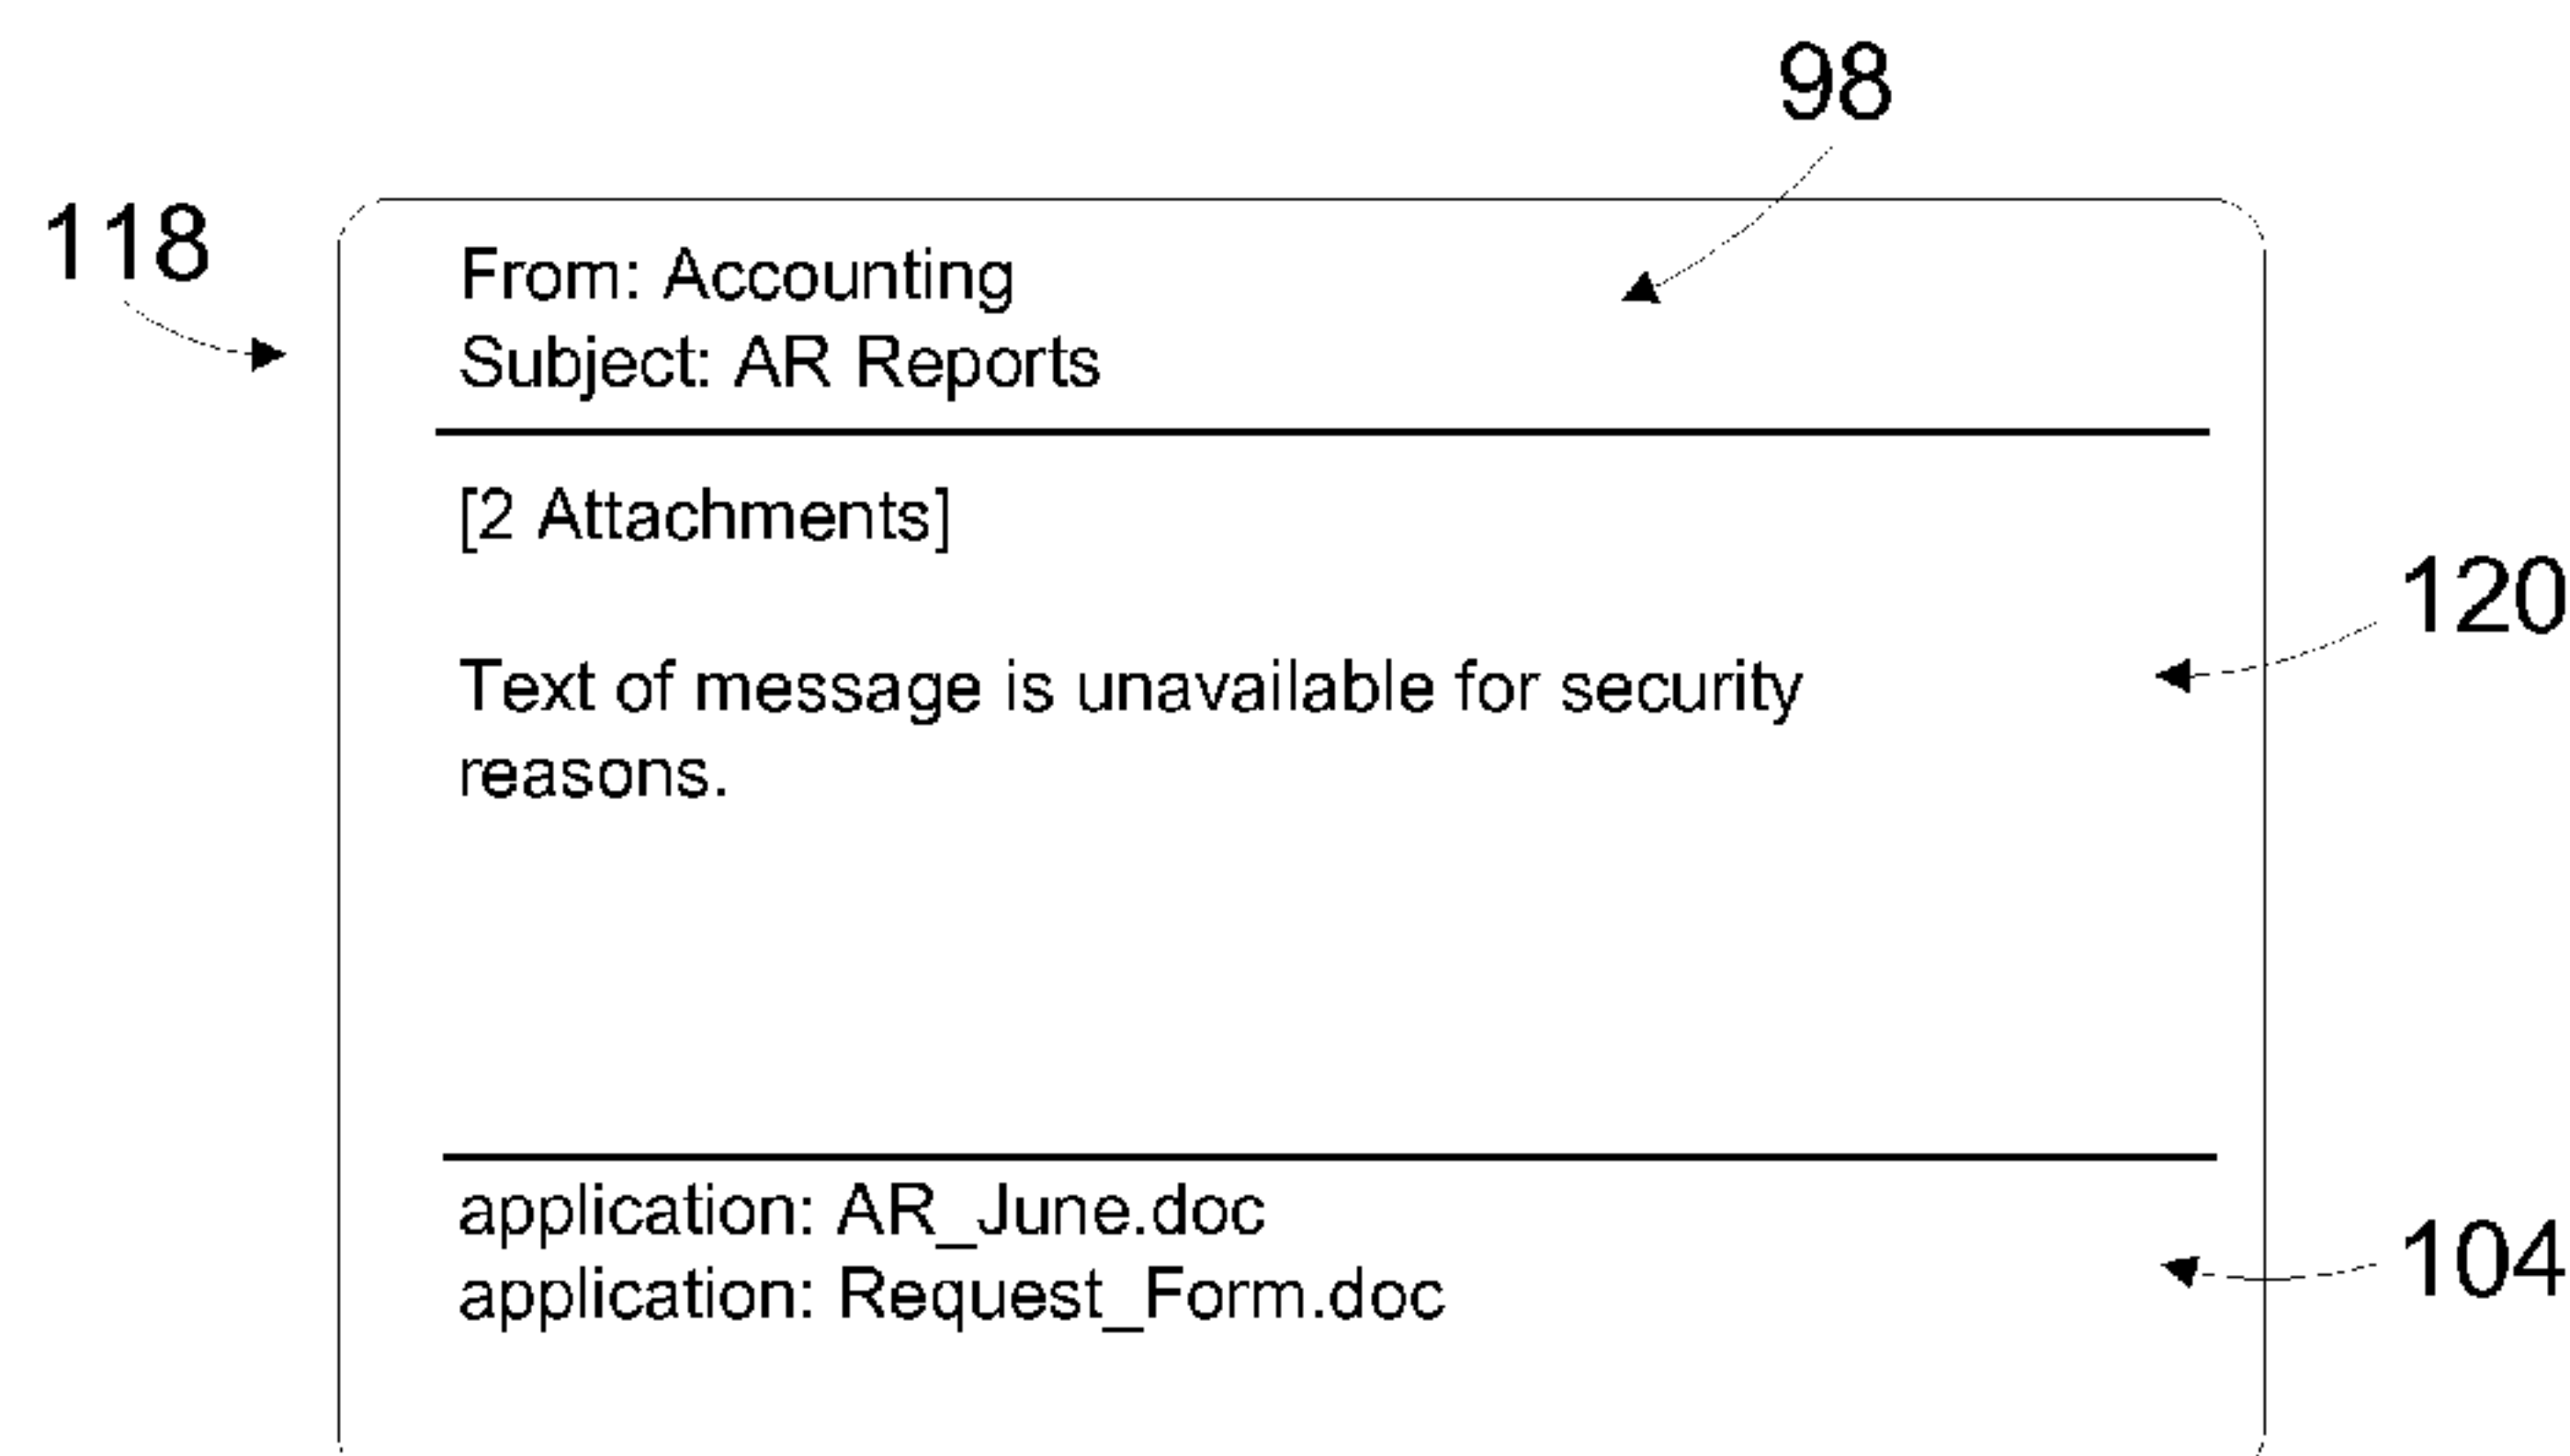 98
118
From: Accounting
Subject: AR Reports
[2 Attachments]
120
Text of message is unavailable for security
reasons.
application: AR_June.doc
104
application: Request_Form.doc